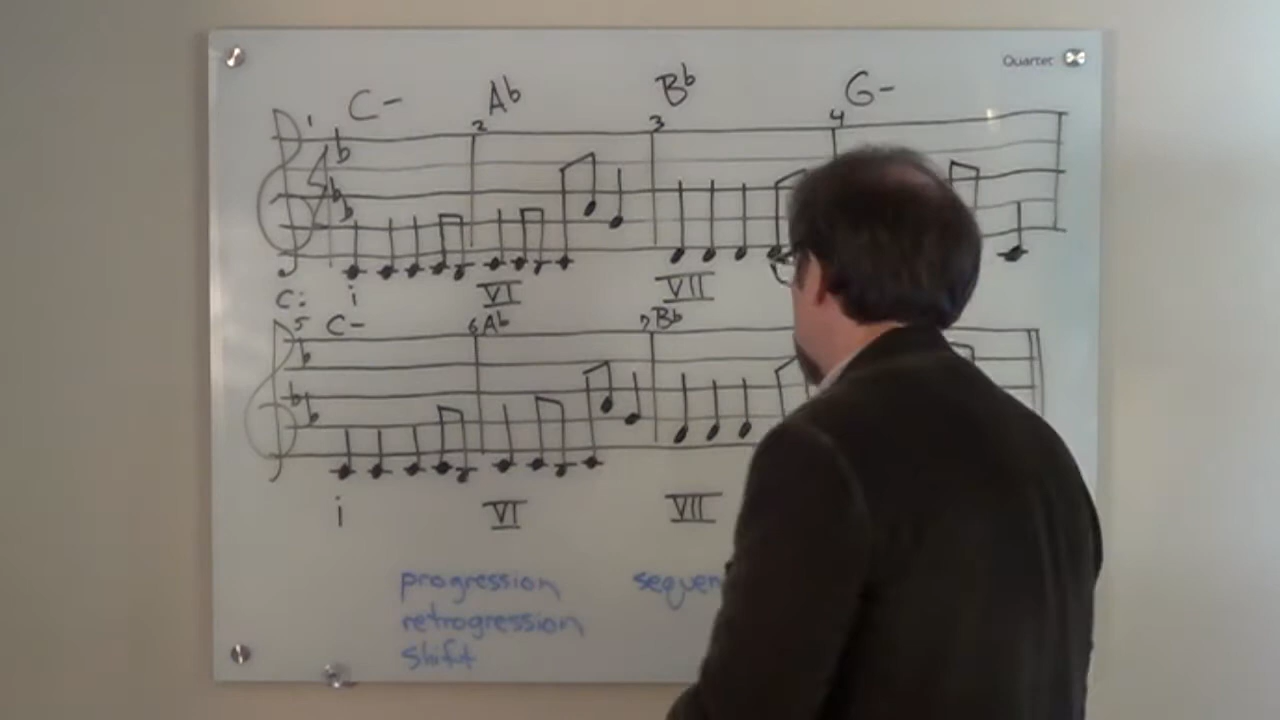 Quartet
C- Ab Bb G-
1 2 3 4
C: i VI VII
5 C- 6 Ab 7 Bb
i VI VII
progression sequen
retrogression
shift